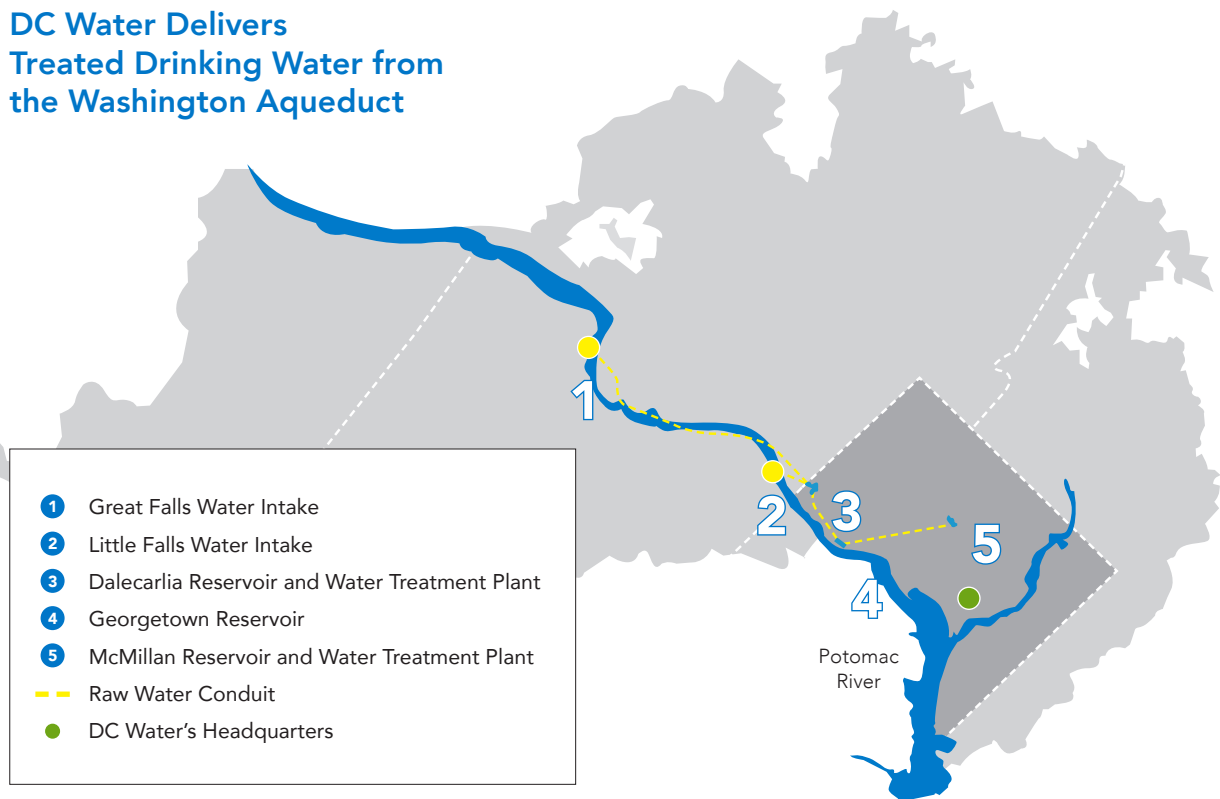 DC Water Delivers
Treated Drinking Water from
the Washington Aqueduct
1
2
3
5
4
Potomac
River
1 Great Falls Water Intake
2 Little Falls Water Intake
3 Dalecarlia Reservoir and Water Treatment Plant
4 Georgetown Reservoir
5 McMillan Reservoir and Water Treatment Plant
Raw Water Conduit
DC Water's Headquarters